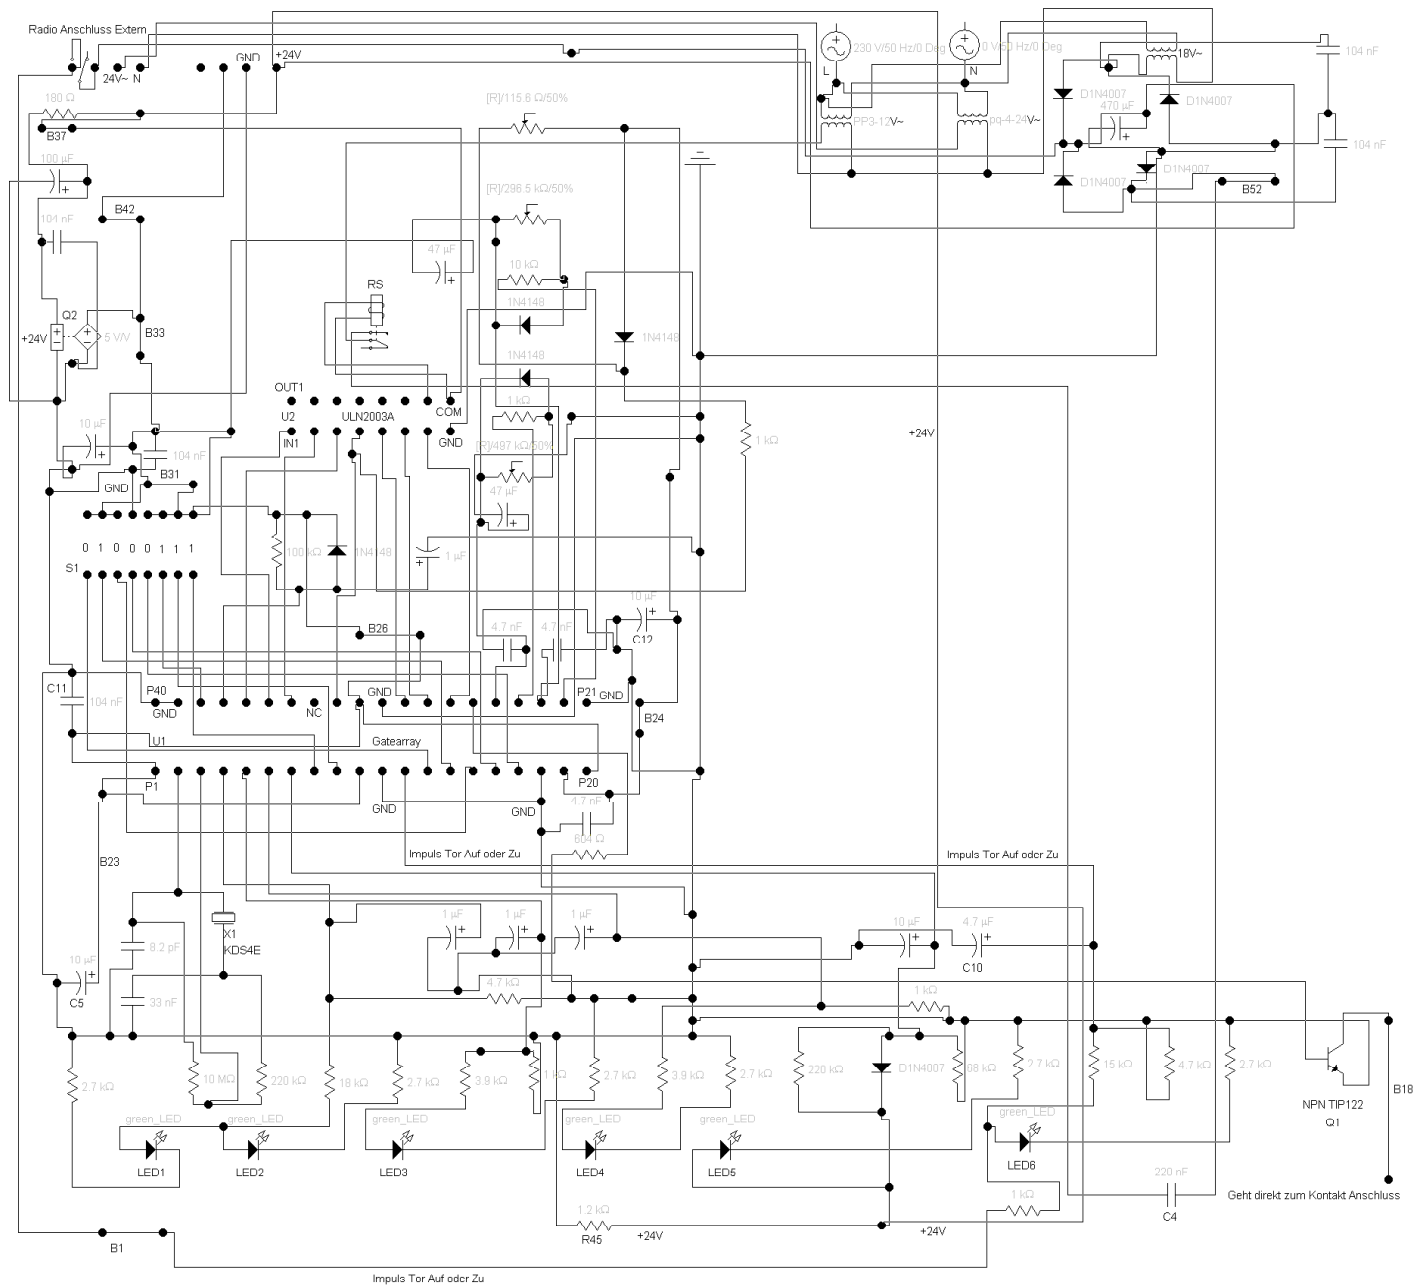 Radio Anschluss Extern
24V~ N
GND
+24V
230 V/50 Hz/0 Deg
0 V/50 Hz/0 Deg
18V~
104 nF
L
N
180 Ω
[R]/115.6 Ω/50%
PP3-12V~
pq-4-24V~
D1N4007
470 µF
D1N4007
B37
104 nF
100 µF
D1N4007
D1N4007
B52
[R]/296.5 kΩ/50%
B42
104 nF
47 µF
10 kΩ
RS
1N4148
Q2
+24V
5 V/V
B33
1N4148
1N4148
OUT1
U2
ULN2003A
COM
IN1
GND
1 kΩ
10 µF
104 nF
[R]/497 kΩ/50%
1 kΩ
+24V
B31
GND
47 µF
0 1 0 0 0 1 1 1
S1
100 kΩ
1N4148
1 µF
10 µF
C12
4.7 nF
4.7 nF
B26
C11
104 nF
P40
GND
NC
GND
P21
GND
B24
U1
Gatearray
P1
P20
GND
GND
4.7 nF
604 Ω
B23
Impuls Tor Auf oder Zu
Impuls Tor Auf oder Zu
1 µF
1 µF
1 µF
10 µF
4.7 µF
C10
X1
KDS4E
8.2 pF
10 µF
C5
33 nF
4.7 kΩ
1 kΩ
2.7 kΩ
10 MΩ
220 kΩ
18 kΩ
2.7 kΩ
3.9 kΩ
1 kΩ
2.7 kΩ
3.9 kΩ
2.7 kΩ
220 kΩ
D1N4007
68 kΩ
2.7 kΩ
15 kΩ
4.7 kΩ
2.7 kΩ
NPN TIP122
Q1
B18
green_LED
green_LED
green_LED
green_LED
green_LED
green_LED
LED1
LED2
LED3
LED4
LED5
LED6
220 nF
C4
Geht direkt zum Kontakt Anschluss
1 kΩ
1.2 kΩ
R45
+24V
+24V
B1
Impuls Tor Auf oder Zu